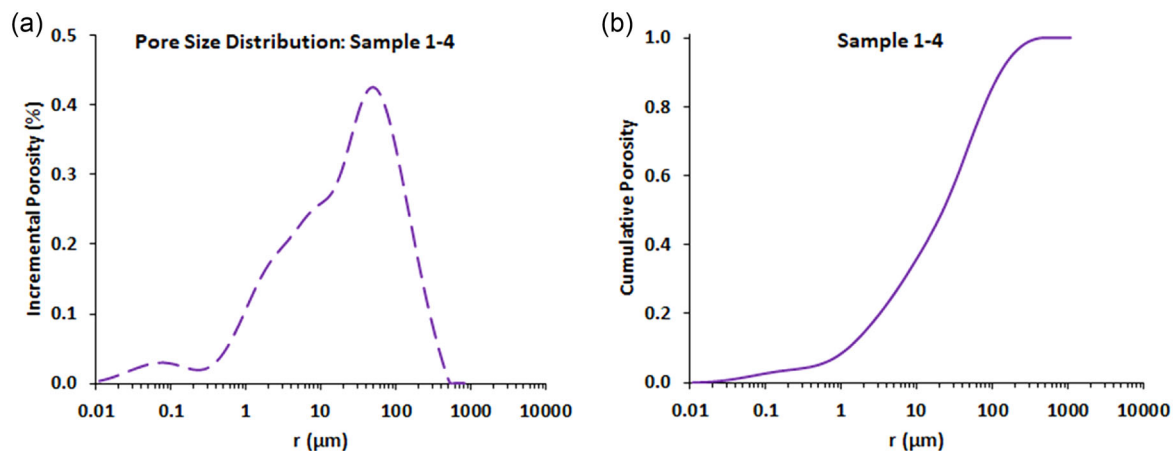 (a)
Pore Size Distribution: Sample 1-4
Incremental Porosity (%)
0.5
0.4
0.3
0.2
0.1
0.0
0.01 0.1 1 10 100 1000 10000
r (µm)
(b)
Sample 1-4
Cumulative Porosity
1.0
0.8
0.6
0.4
0.2
0.0
0.01 0.1 1 10 100 1000 10000
r (µm)